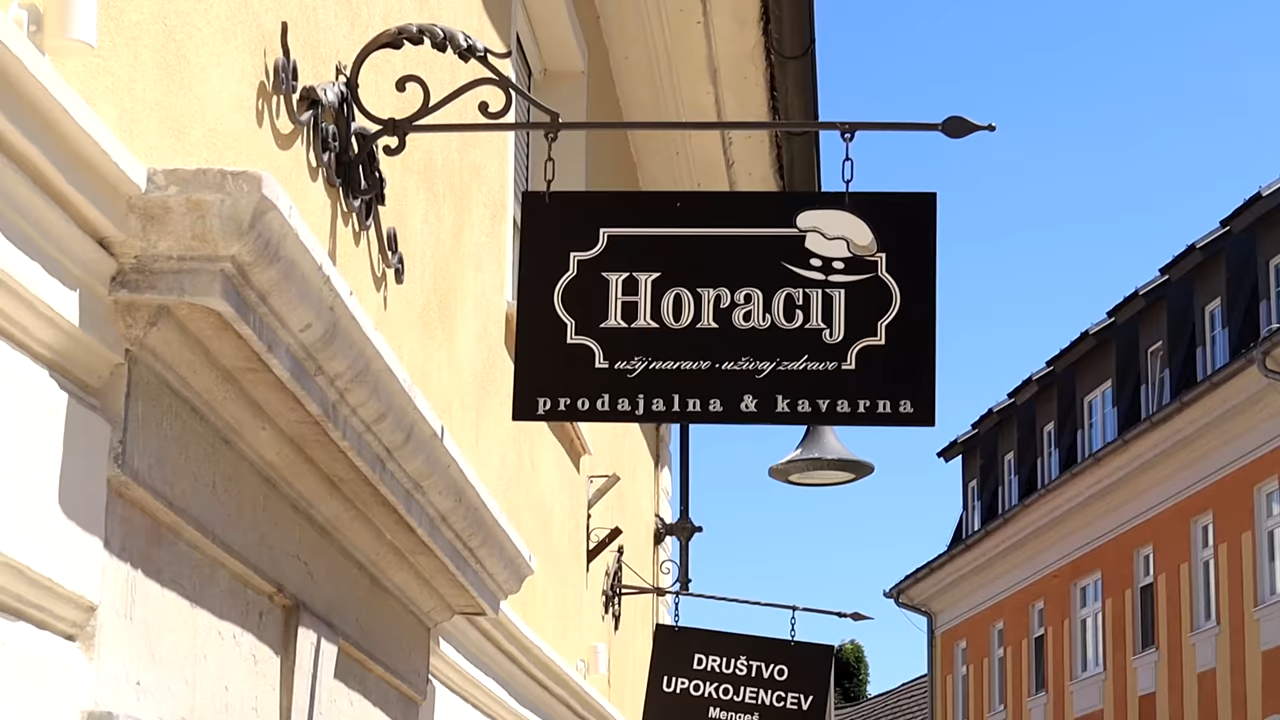 Horacij
užij naravo · uživaj zdravo
prodajalna & kavarna
DRUŠTVO
UPOKOJENCEV
Mengeš